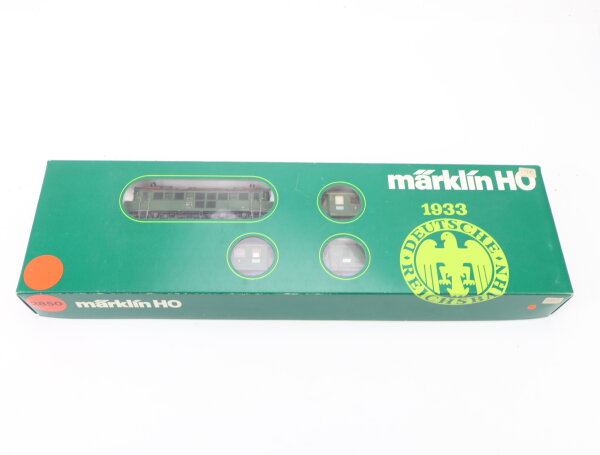 märklin HO
1933
DEUTSCHE
REICHSBAHN
märklin HO